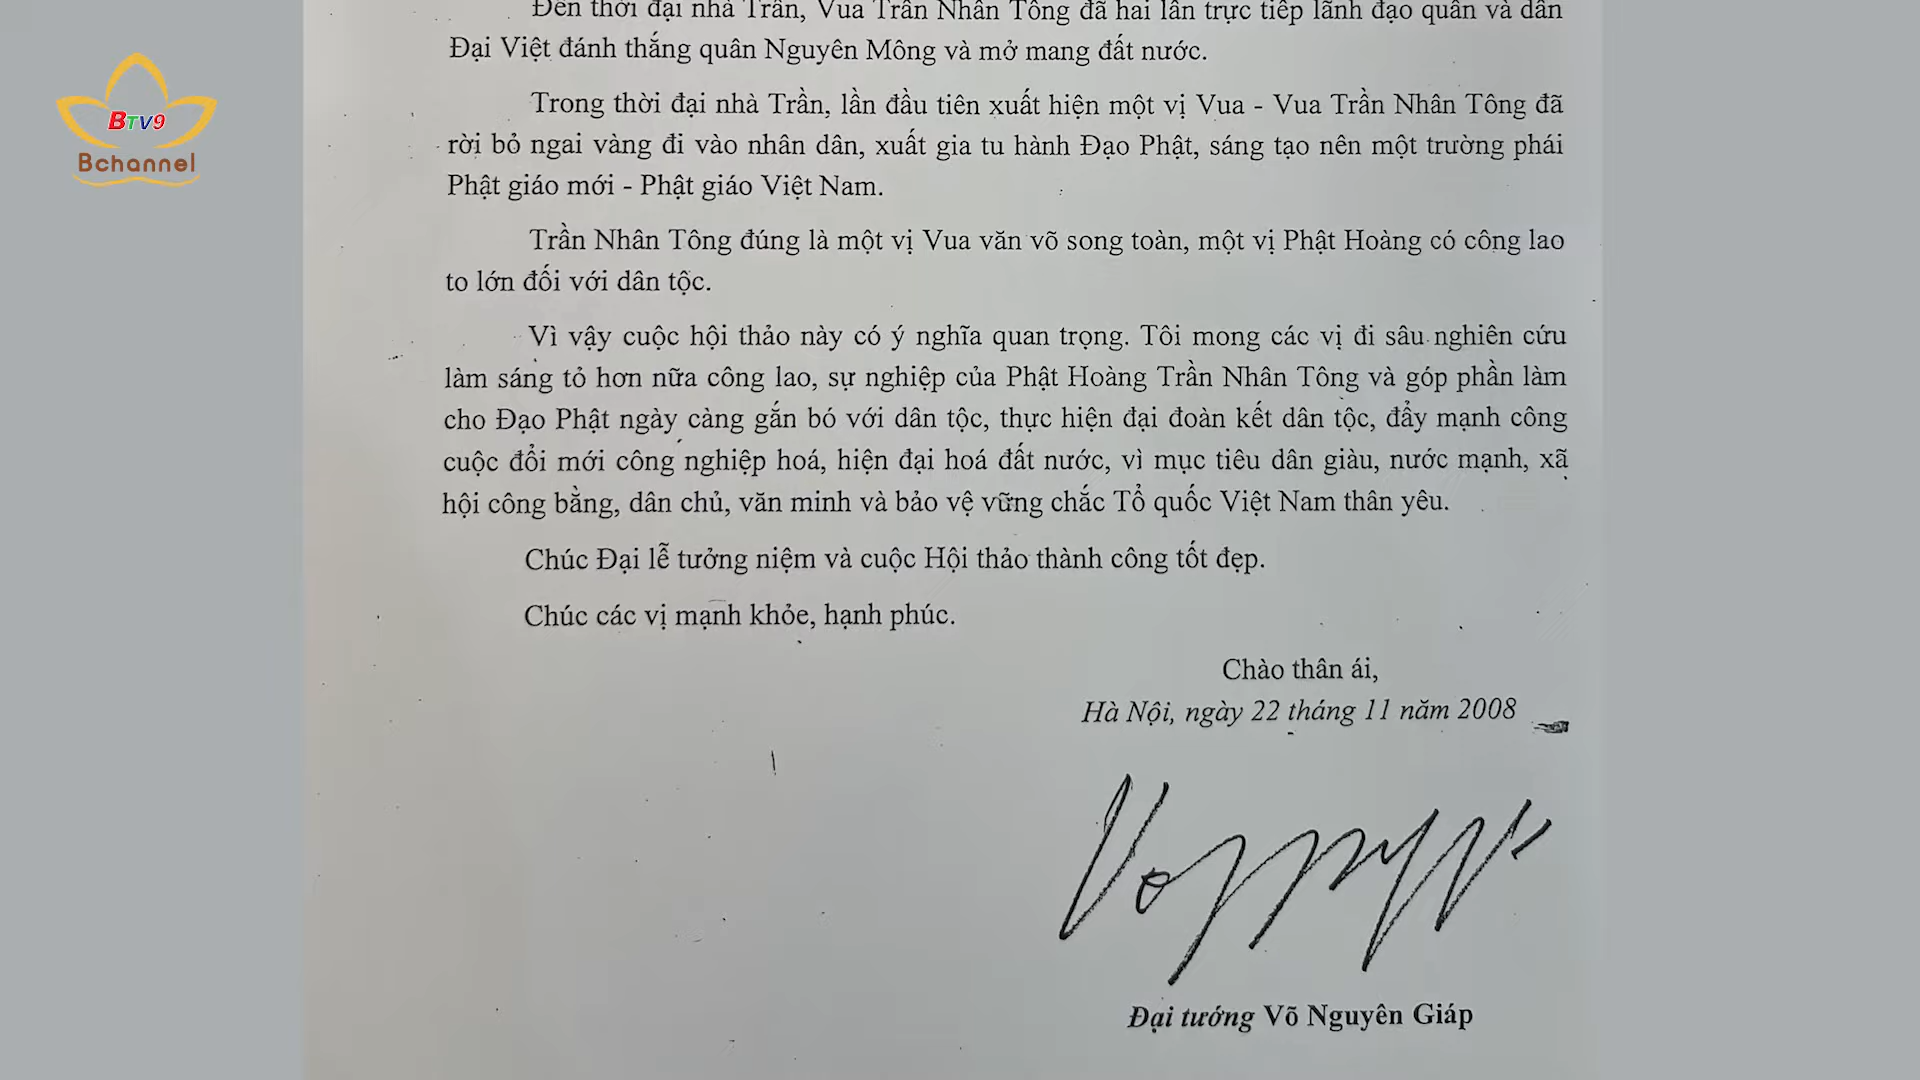 BTV9
Bchannel
Đến thời đại nhà Trần, Vua Trần Nhân Tông đã hai lần trực tiếp lãnh đạo quân và dân
Đại Việt đánh thắng quân Nguyên Mông và mở mang đất nước.
Trong thời đại nhà Trần, lần đầu tiên xuất hiện một vị Vua - Vua Trần Nhân Tông đã
rời bỏ ngai vàng đi vào nhân dân, xuất gia tu hành Đạo Phật, sáng tạo nên một trường phái
Phật giáo mới - Phật giáo Việt Nam.
Trần Nhân Tông đúng là một vị Vua văn võ song toàn, một vị Phật Hoàng có công lao
to lớn đối với dân tộc.
Vì vậy cuộc hội thảo này có ý nghĩa quan trọng. Tôi mong các vị đi sâu nghiên cứu
làm sáng tỏ hơn nữa công lao, sự nghiệp của Phật Hoàng Trần Nhân Tông và góp phần làm
cho Đạo Phật ngày càng gắn bó với dân tộc, thực hiện đại đoàn kết dân tộc, đẩy mạnh công
cuộc đổi mới công nghiệp hoá, hiện đại hoá đất nước, vì mục tiêu dân giàu, nước mạnh, xã
hội công bằng, dân chủ, văn minh và bảo vệ vững chắc Tổ quốc Việt Nam thân yêu.
Chúc Đại lễ tưởng niệm và cuộc Hội thảo thành công tốt đẹp.
Chúc các vị mạnh khỏe, hạnh phúc.
Chào thân ái,
Hà Nội, ngày 22 tháng 11 năm 2008
Đại tướng Võ Nguyên Giáp